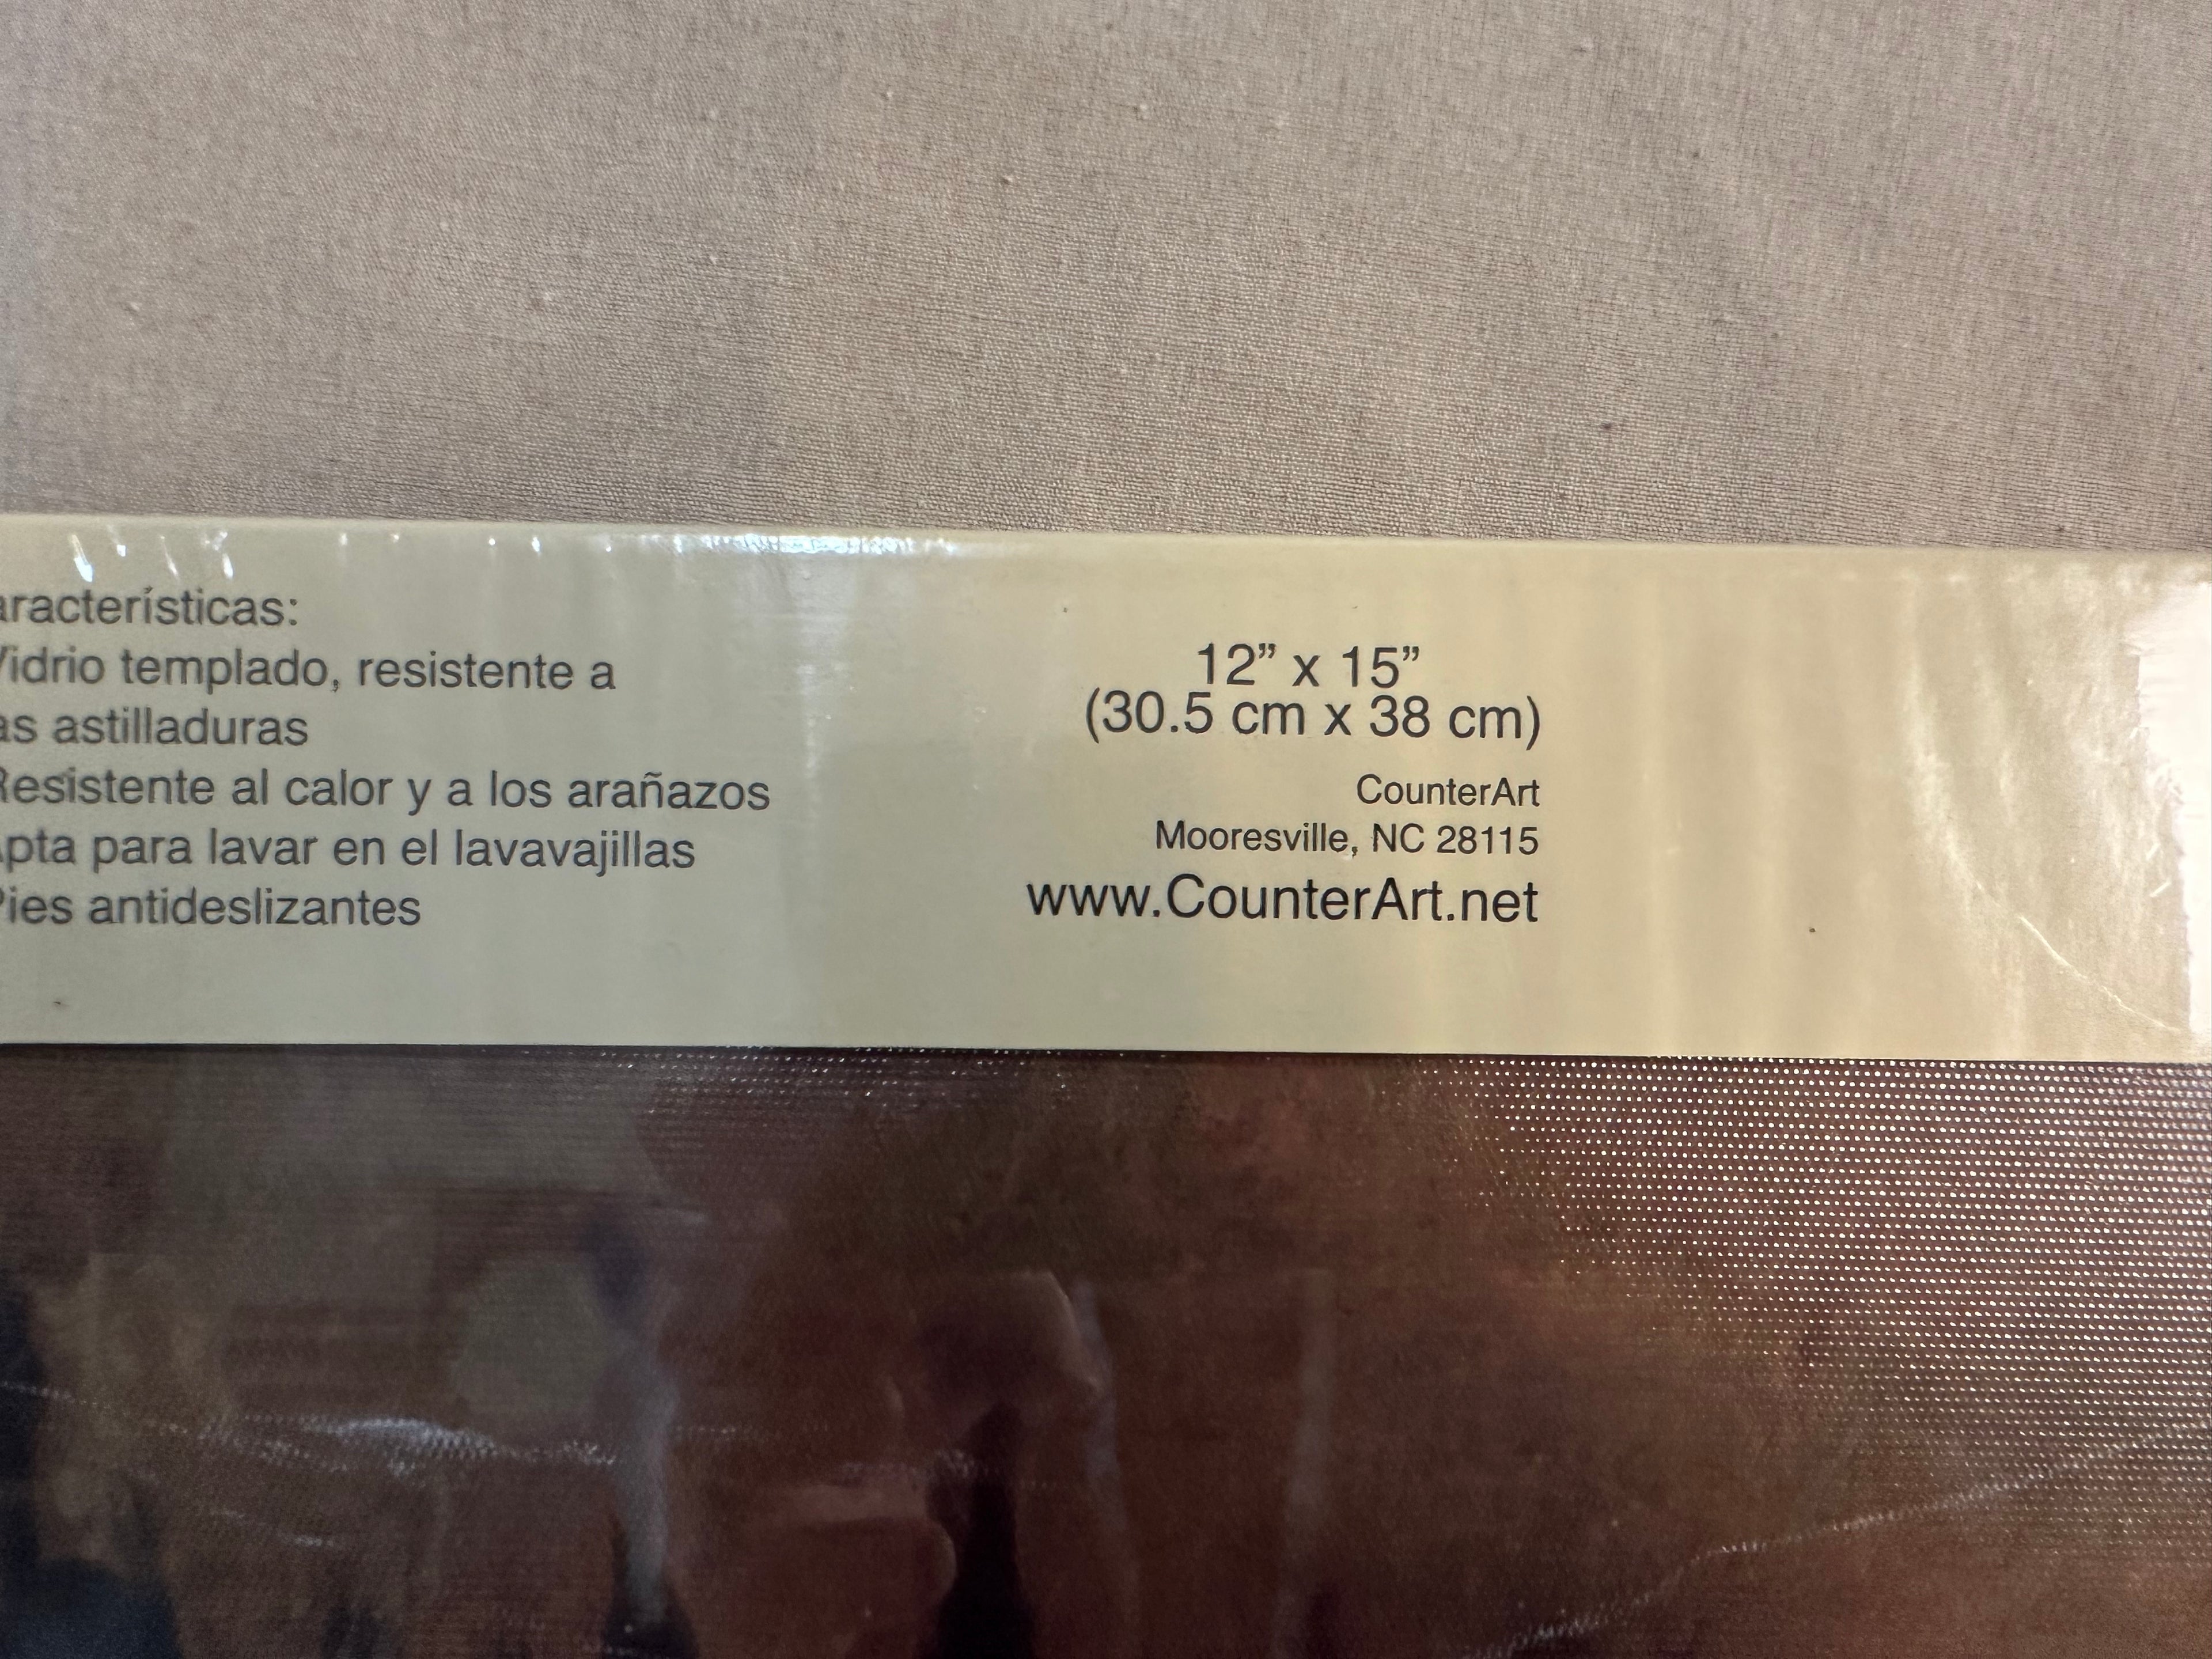 aracterísticas:
Vidrio templado, resistente a
as astilladuras
Resistente al calor y a los arañazos
Apta para lavar en el lavavajillas
Pies antideslizantes
12” x 15”
(30.5 cm x 38 cm)
CounterArt
Mooresville, NC 28115
www.CounterArt.net